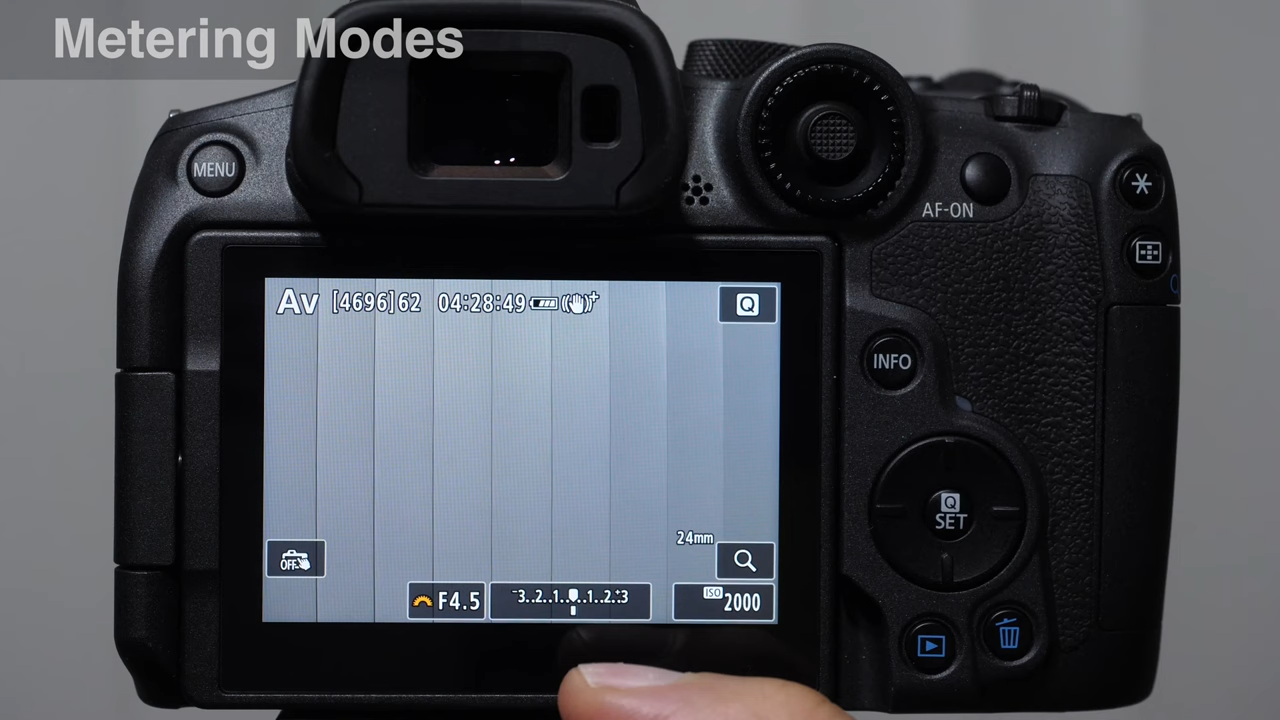 Metering Modes
MENU
AF-ON
Av [4696]62 04:28:49
Q
INFO
Q
SET
24mm
OFF
F4.5
-3..2..1..0..1..2..+3
ISO
2000